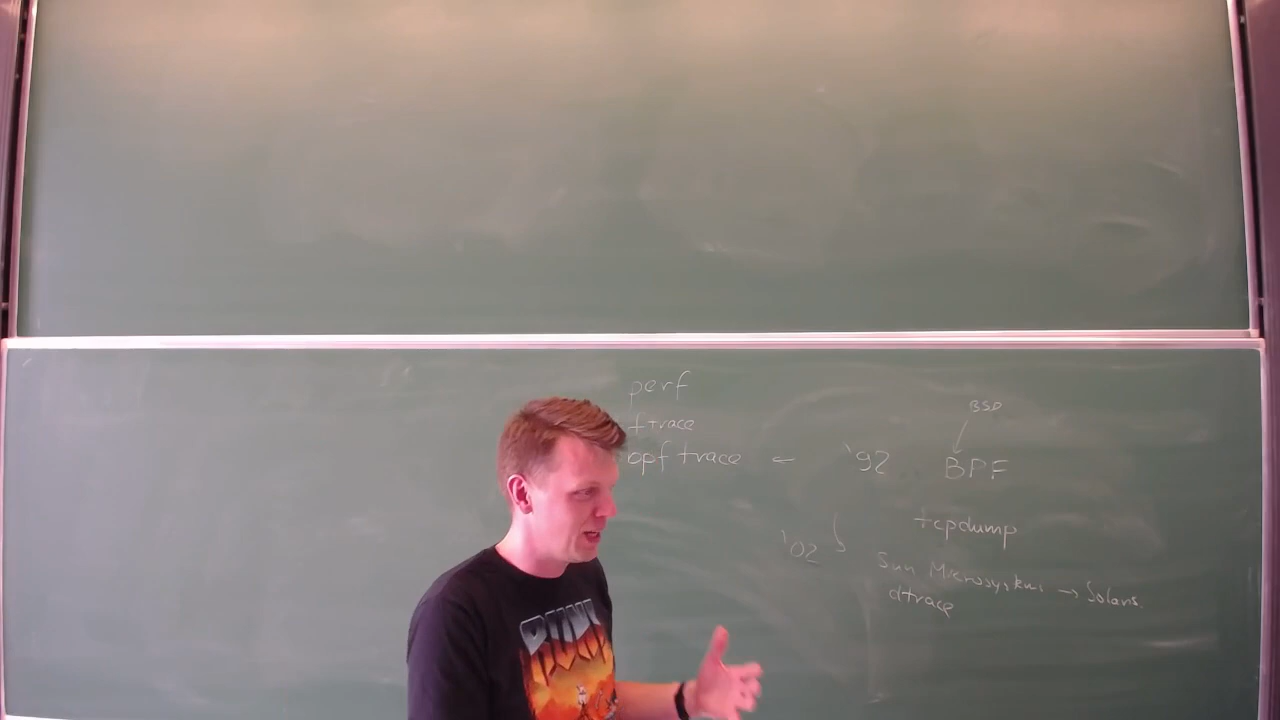 perf
ftrace
bpftrace ←
BSD
'92 BPF
tcpdump
'02
Sun Microsystems → Solaris
dtrace